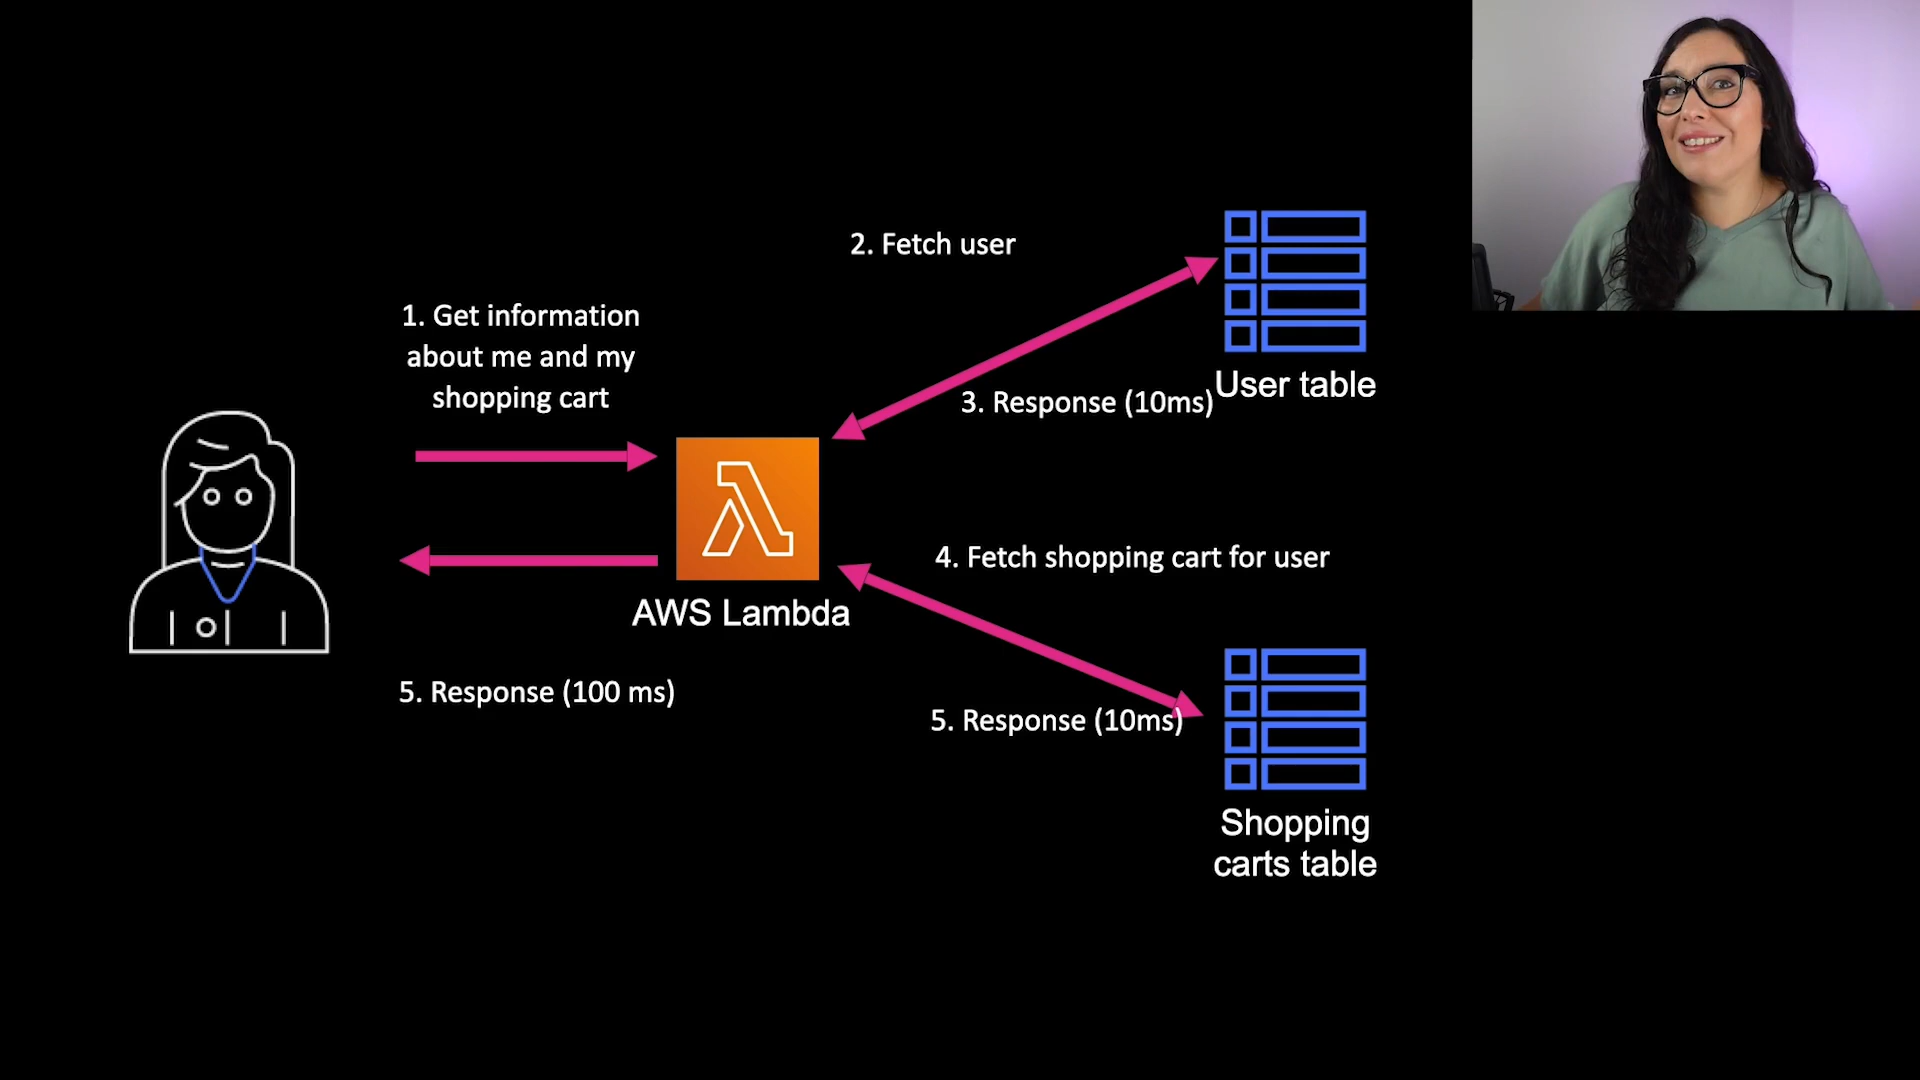 1. Get information
about me and my
shopping cart
2. Fetch user
3. Response (10ms)
User table
AWS Lambda
4. Fetch shopping cart for user
5. Response (100 ms)
5. Response (10ms)
Shopping
carts table